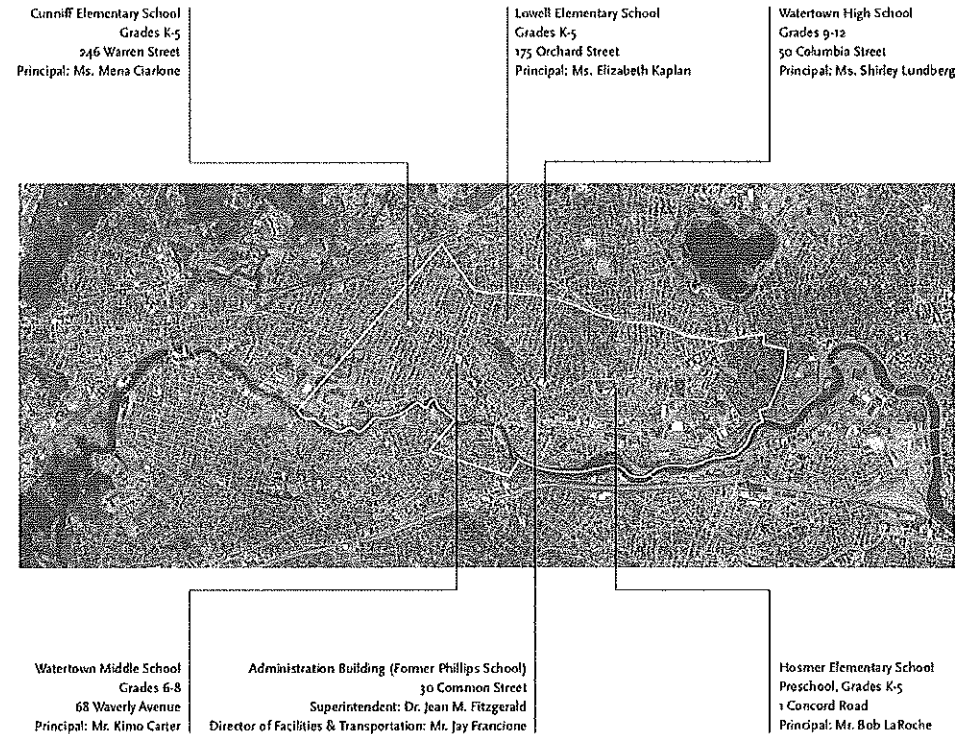 Cunniff Elementary School
Grades K-5
246 Warren Street
Principal: Ms. Mena Ciarlone
Lowell Elementary School
Grades K-5
175 Orchard Street
Principal: Ms. Elizabeth Kaplan
Watertown High School
Grades 9-12
50 Columbia Street
Principal: Ms. Shirley Lundberg
Watertown Middle School
Grades 6-8
68 Waverly Avenue
Principal: Mr. Kimo Carter
Administration Building (Former Phillips School)
30 Common Street
Superintendent: Dr. Jean M. Fitzgerald
Director of Facilities & Transportation: Mr. Jay Francione
Hosmer Elementary School
Preschool, Grades K-5
1 Concord Road
Principal: Mr. Bob LaRoche